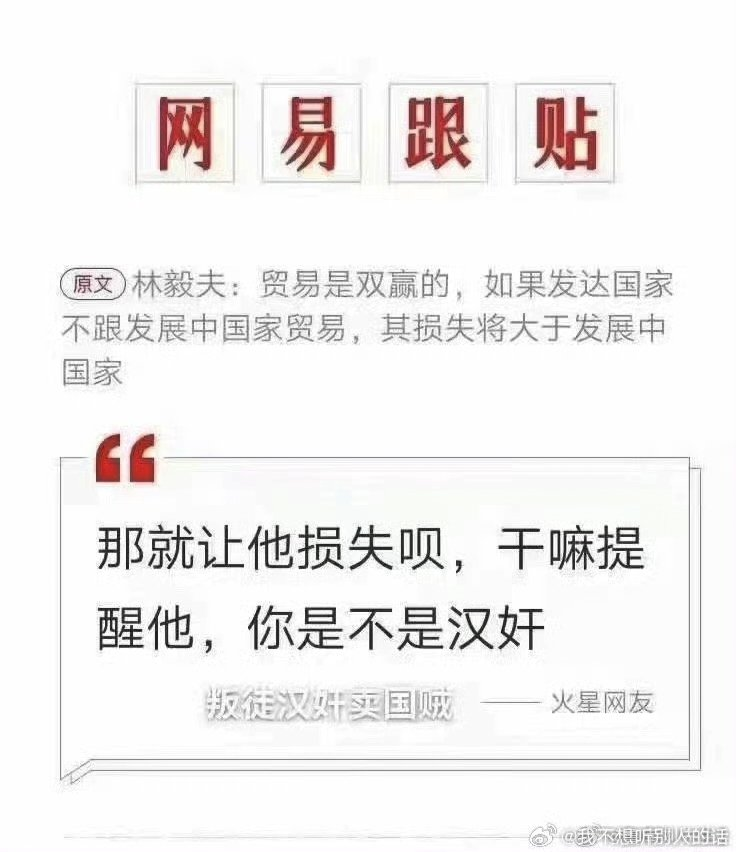 网易跟贴
原文 林毅夫：贸易是双赢的，如果发达国家
不跟发展中国家贸易，其损失将大于发展中
国家
“
那就让他损失呗，干嘛提
醒他，你是不是汉奸
叛徒汉奸卖国贼 —— 火星网友
@我不想听别人的话